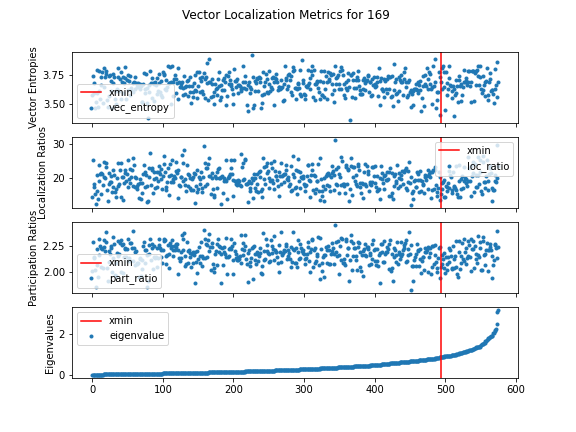 Vector Localization Metrics for 169
Vector Entropies
3.75
3.50
xmin
vec_entropy
Localization Ratios
30
20
xmin
loc_ratio
Participation Ratios
2.25
2.00
xmin
part_ratio
Eigenvalues
2
0
xmin
eigenvalue
0 100 200 300 400 500 600